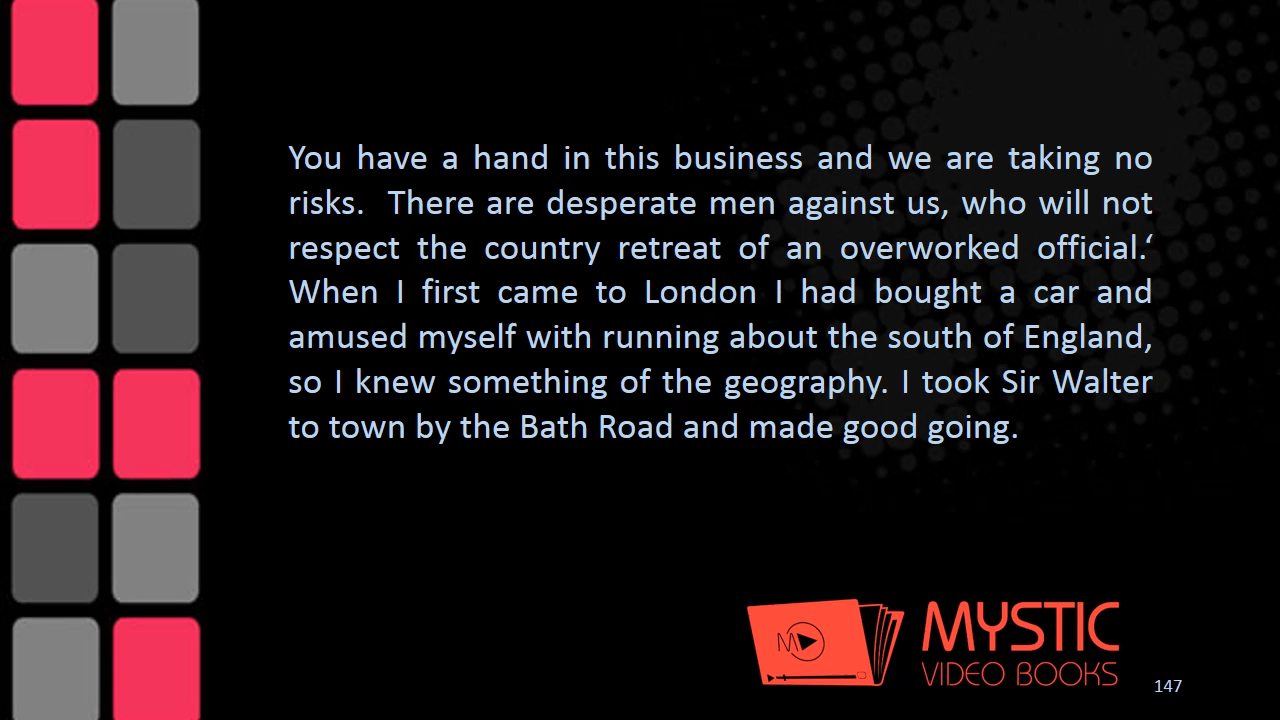 You have a hand in this business and we are taking no
risks.  There are desperate men against us, who will not
respect the country retreat of an overworked official.‘
When I first came to London I had bought a car and
amused myself with running about the south of England,
so I knew something of the geography. I took Sir Walter
to town by the Bath Road and made good going.
M
MYSTIC
VIDEO BOOKS
147